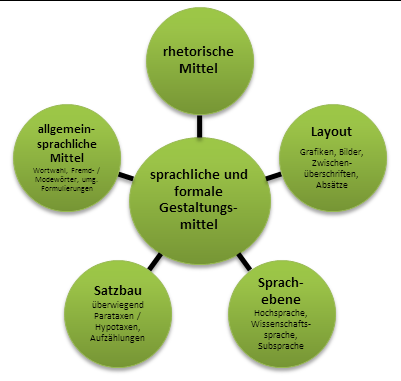 rhetorische
Mittel
Layout
Grafiken, Bilder,
Zwischen-
überschriften,
Absätze
Sprach-
ebene
Hochsprache,
Wissenschafts-
sprache,
Subsprache
Satzbau
überwiegend
Parataxen /
Hypotaxen,
Aufzählungen
allgemein-
sprachliche
Mittel
Wortwahl, Fremd- /
Modewörter, umg.
Formulierungen
sprachliche und
formale
Gestaltungs-
mittel